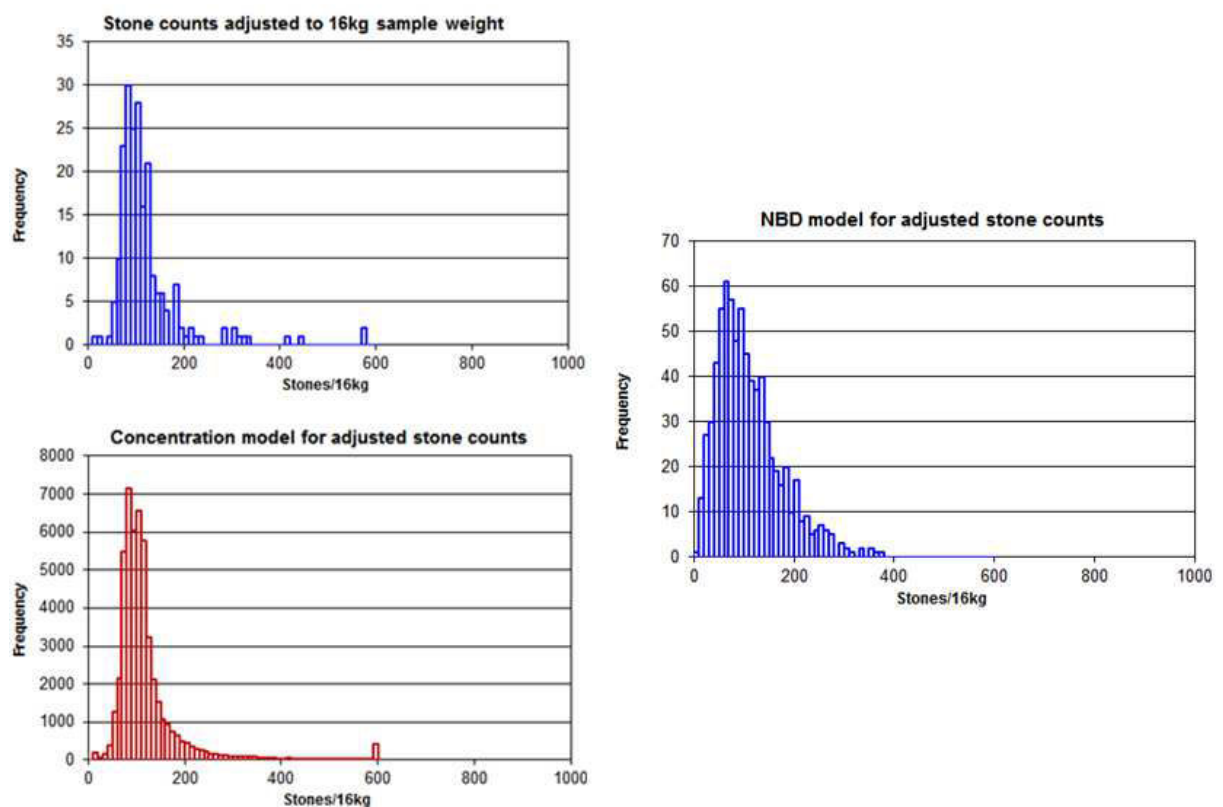 Stone counts adjusted to 16kg sample weight
35
30
25
20
15
10
5
0
Frequency
0 200 400 600 800 1000
Stones/16kg
Concentration model for adjusted stone counts
8000
7000
6000
5000
4000
3000
2000
1000
0
Frequency
0 200 400 600 800 1000
Stones/16kg
NBD model for adjusted stone counts
70
60
50
40
30
20
10
0
Frequency
0 200 400 600 800 1000
Stones/16kg